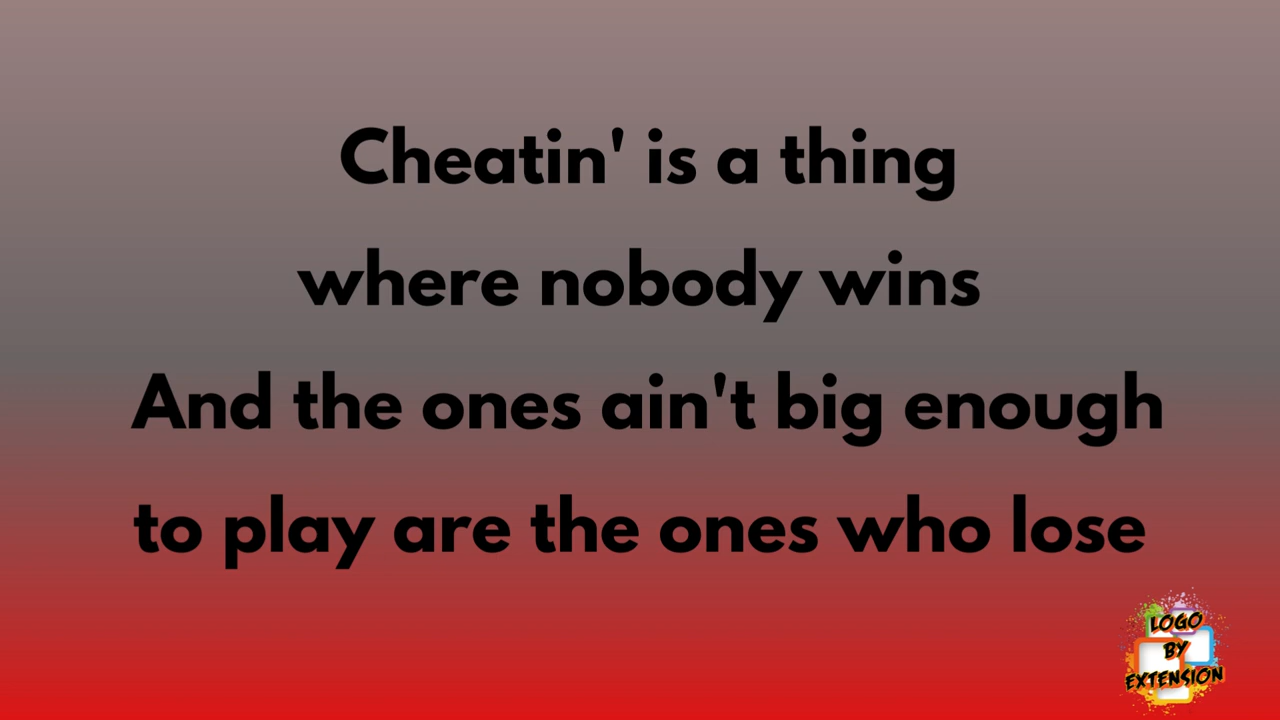 Cheatin' is a thing
where nobody wins
And the ones ain't big enough
to play are the ones who lose
LOGO
BY
EXTENSION